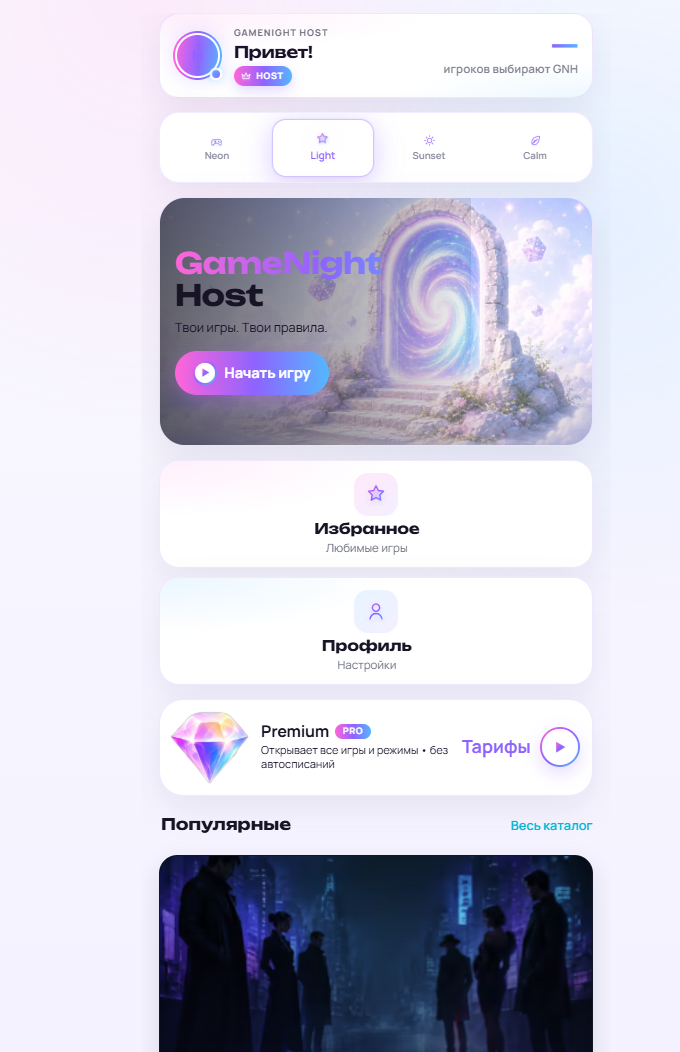 GAMENIGHT HOST
Привет!
HOST
игроков выбирают GNH
Neon
Light
Sunset
Calm
GameNight
Host
Твои игры. Твои правила.
Начать игру
Избранное
Любимые игры
Профиль
Настройки
Premium PRO
Открывает все игры и режимы • без
автосписаний
Тарифы
Популярные
Весь каталог